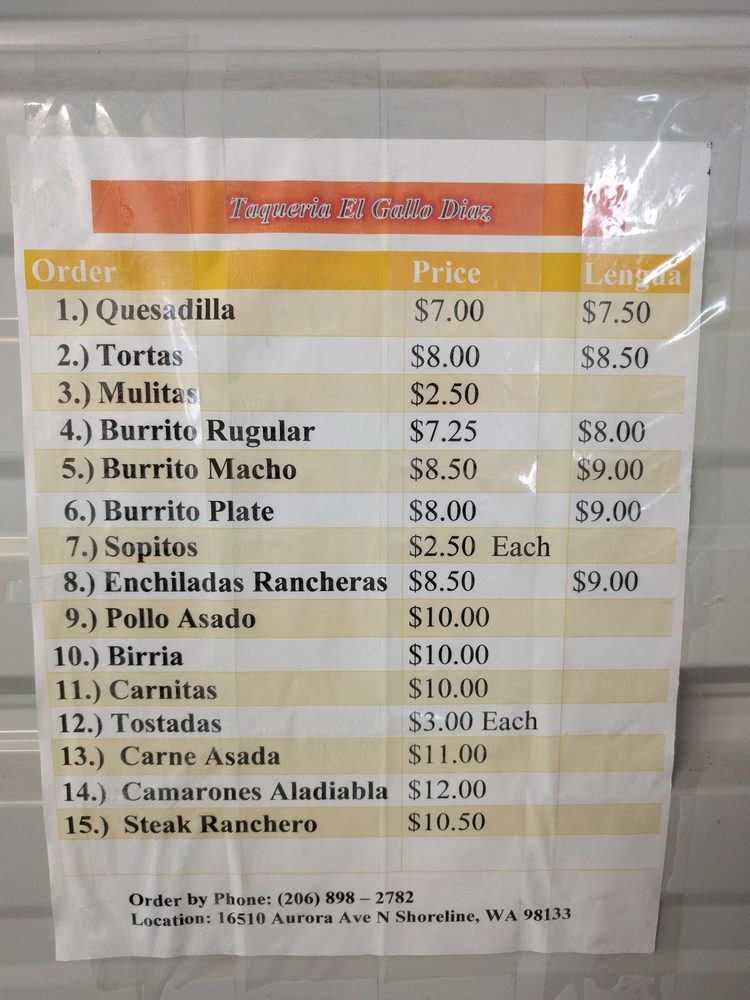 Taqueria El Gallo Diaz
Order Price Lengua
1.) Quesadilla $7.00 $7.50
2.) Tortas $8.00 $8.50
3.) Mulitas $2.50
4.) Burrito Rugular $7.25 $8.00
5.) Burrito Macho $8.50 $9.00
6.) Burrito Plate $8.00 $9.00
7.) Sopitos $2.50 Each
8.) Enchiladas Rancheras $8.50 $9.00
9.) Pollo Asado $10.00
10.) Birria $10.00
11.) Carnitas $10.00
12.) Tostadas $3.00 Each
13.) Carne Asada $11.00
14.) Camarones Aladiabla $12.00
15.) Steak Ranchero $10.50
Order by Phone: (206) 898 – 2782
Location: 16510 Aurora Ave N Shoreline, WA 98133